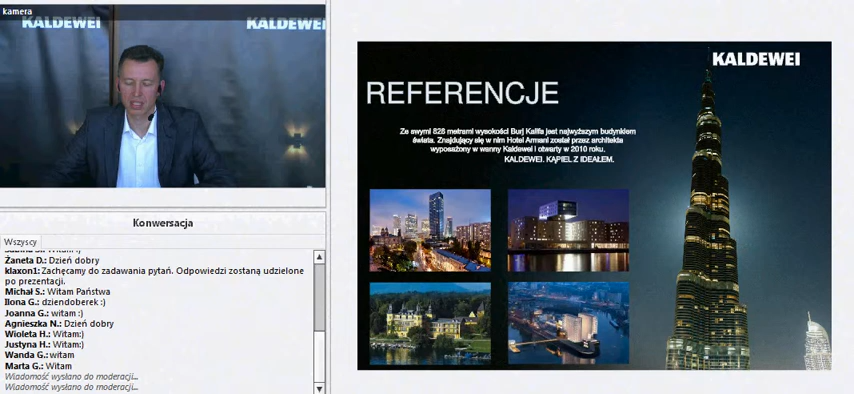 kamera
KALDEWEI
KALDEWEI
Konwersacja
Wszyscy
Żaneta D.: Dzień dobry
klaxon1: Zachęcamy do zadawania pytań. Odpowiedzi zostaną udzielone
po prezentacji.
Michał S.: Witam Państwa
Ilona G.: dziendoberek :)
Joanna G.: witam :)
Agnieszka N.: Dzień dobry
Wioleta H.: Witam:)
Justyna H.: Witam:)
Wanda G.: witam
Marta G.: Witam
Wiadomość wysłano do moderacji...
Wiadomość wysłano do moderacji...
KALDEWEI
REFERENCJE
Ze swymi 828 metrami wysokości Burj Kalifa jest najwyższym budynkiem
świata. Znajdujący się w nim Hotel Armani został przez architekta
wyposażony w wanny Kaldewei i otwarty w 2010 roku.
KALDEWEI. KĄPIEL Z IDEAŁEM.